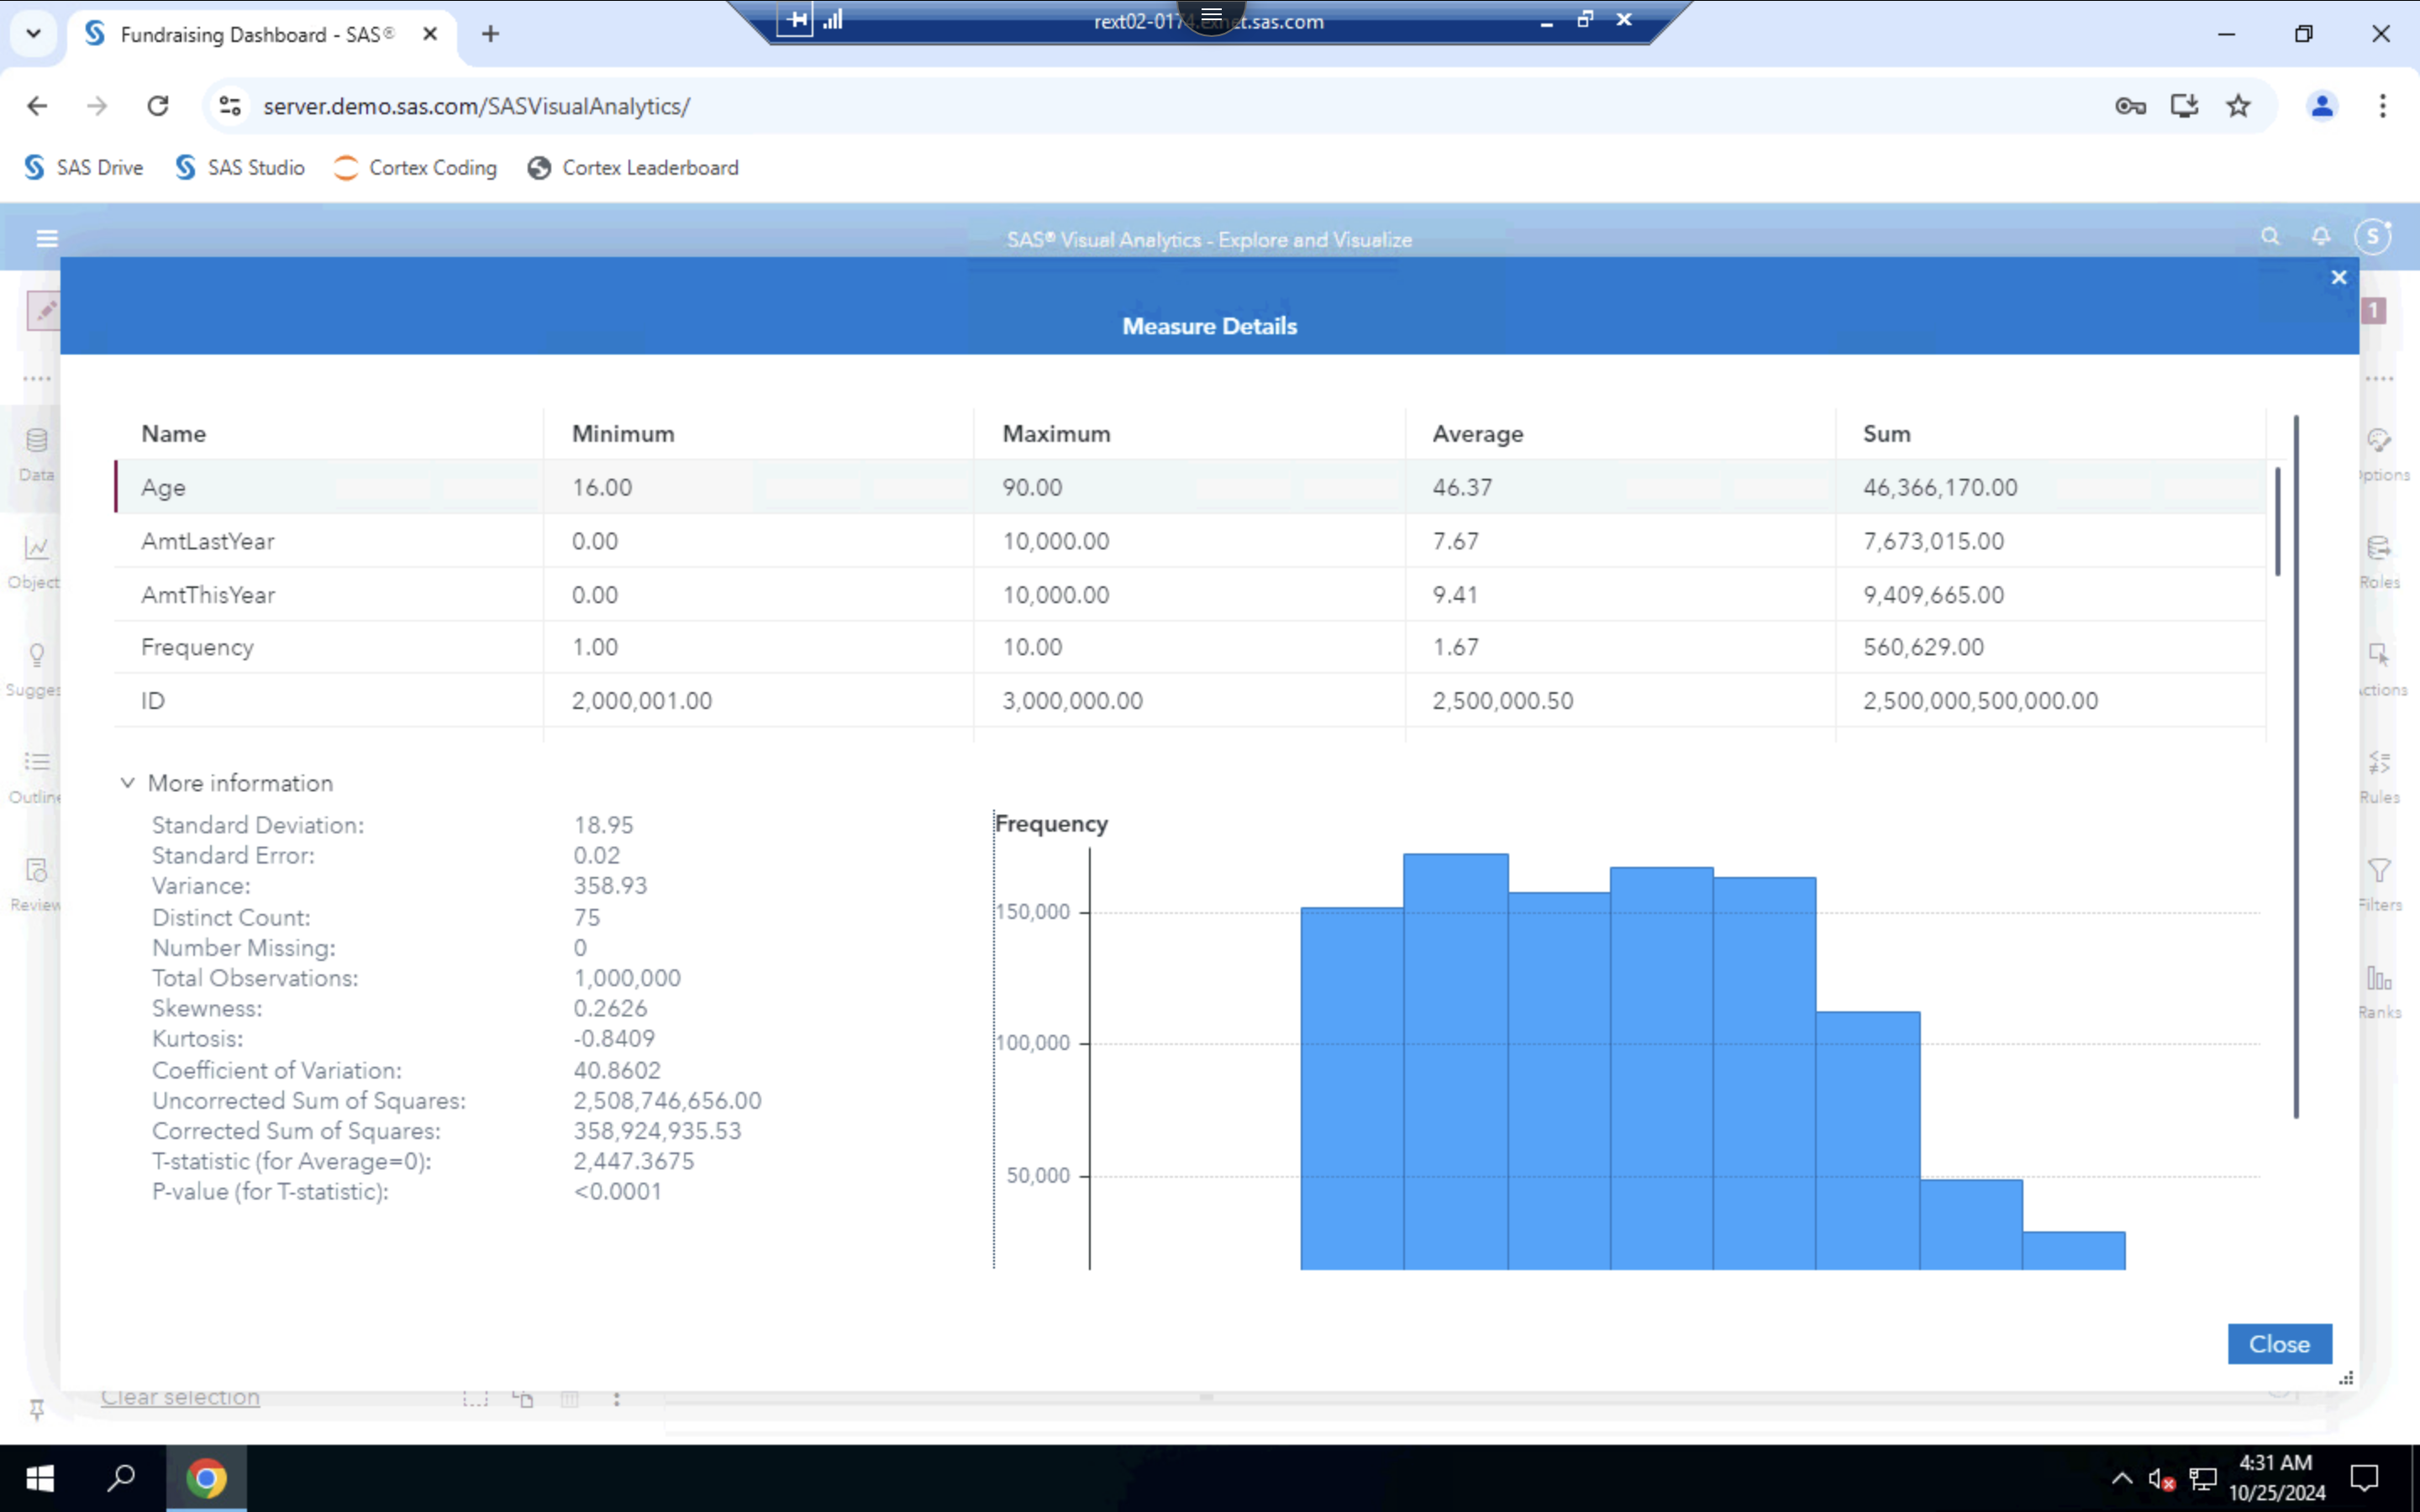 Fundraising Dashboard - SAS®
rext02-0174.exnet.sas.com
server.demo.sas.com/SASVisualAnalytics/
SAS Drive SAS Studio Cortex Coding Cortex Leaderboard
SAS® Visual Analytics - Explore and Visualize
S
Measure Details
1
Name Minimum Maximum Average Sum
Age 16.00 90.00 46.37 46,366,170.00
AmtLastYear 0.00 10,000.00 7.67 7,673,015.00
AmtThisYear 0.00 10,000.00 9.41 9,409,665.00
Frequency 1.00 10.00 1.67 560,629.00
ID 2,000,001.00 3,000,000.00 2,500,000.50 2,500,000,500,000.00
Data
Object
Sugges
Outline
Review
ptions
Roles
ctions
Rules
Filters
Ranks
More information
Standard Deviation: 18.95
Standard Error: 0.02
Variance: 358.93
Distinct Count: 75
Number Missing: 0
Total Observations: 1,000,000
Skewness: 0.2626
Kurtosis: -0.8409
Coefficient of Variation: 40.8602
Uncorrected Sum of Squares: 2,508,746,656.00
Corrected Sum of Squares: 358,924,935.53
T-statistic (for Average=0): 2,447.3675
P-value (for T-statistic): <0.0001
Frequency
150,000
100,000
50,000
Close
Clear selection
4:31 AM
10/25/2024